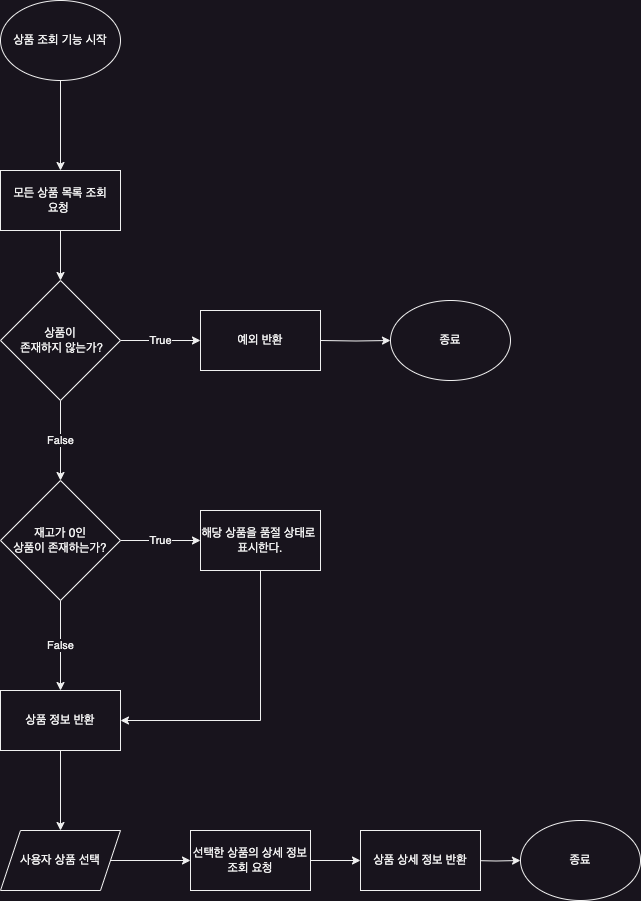 상품 조회 기능 시작
모든 상품 목록 조회
요청
상품이
존재하지 않는가?
True
예외 반환
종료
False
재고가 0인
상품이 존재하는가?
True
해당 상품을 품절 상태로
표시한다.
False
상품 정보 반환
사용자 상품 선택
선택한 상품의 상세 정보
조회 요청
상품 상세 정보 반환
종료